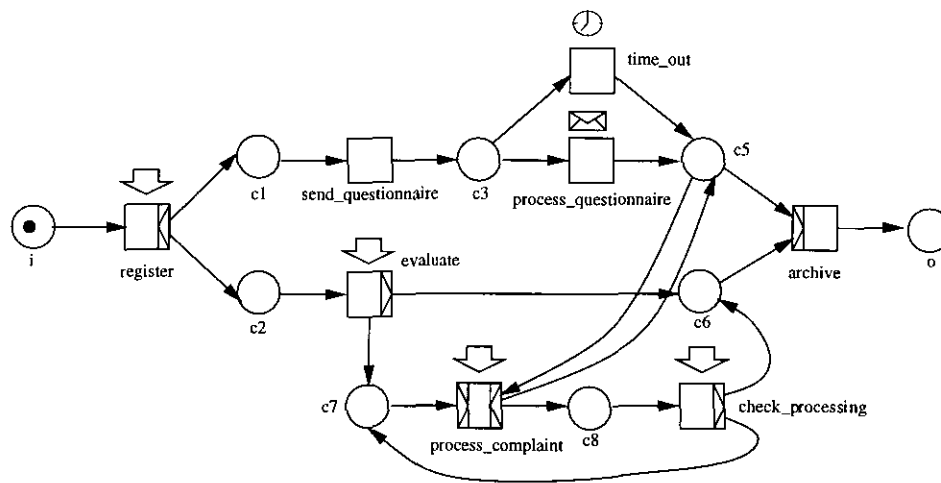 time_out
c5
c1
send_questionnaire
c3
process_questionnaire
i
register
evaluate
archive
o
c2
c6
c7
process_complaint
c8
check_processing